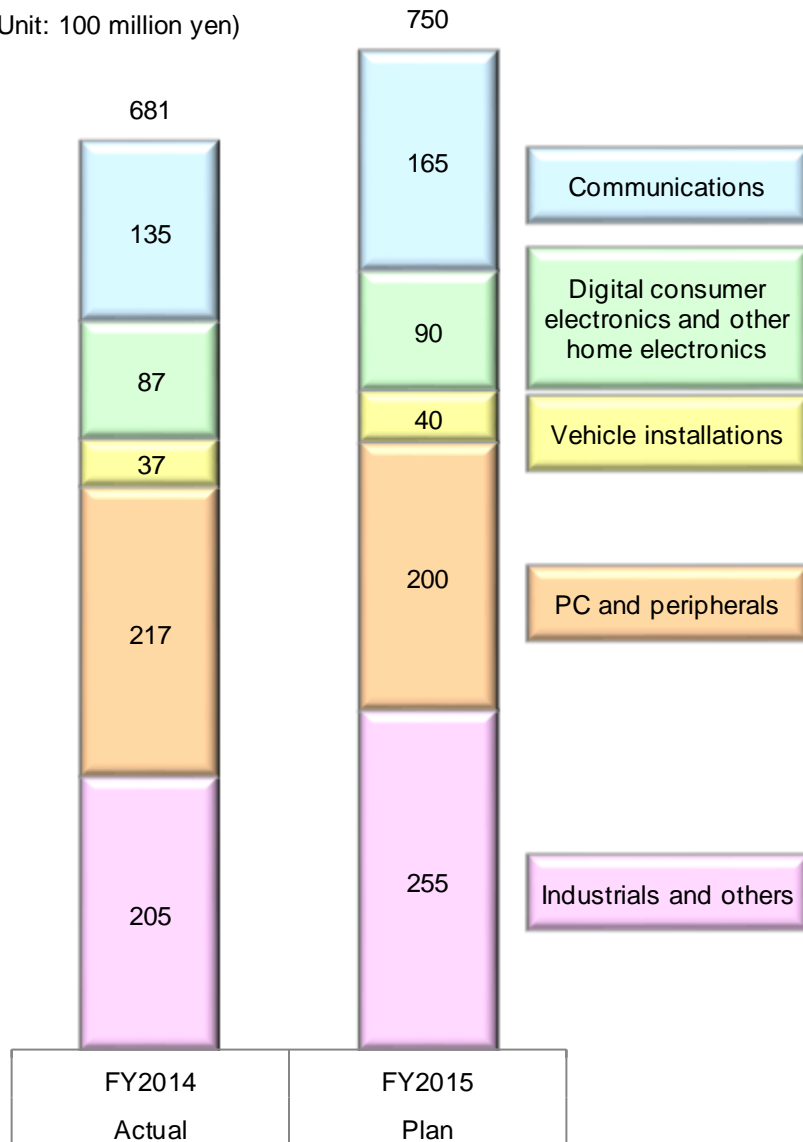 Unit: 100 million yen)
750
681
165
Communications
135
Digital consumer
electronics and other
home electronics
90
87
40
Vehicle installations
37
200
PC and peripherals
217
255
Industrials and others
205
FY2014
FY2015
Actual
Plan